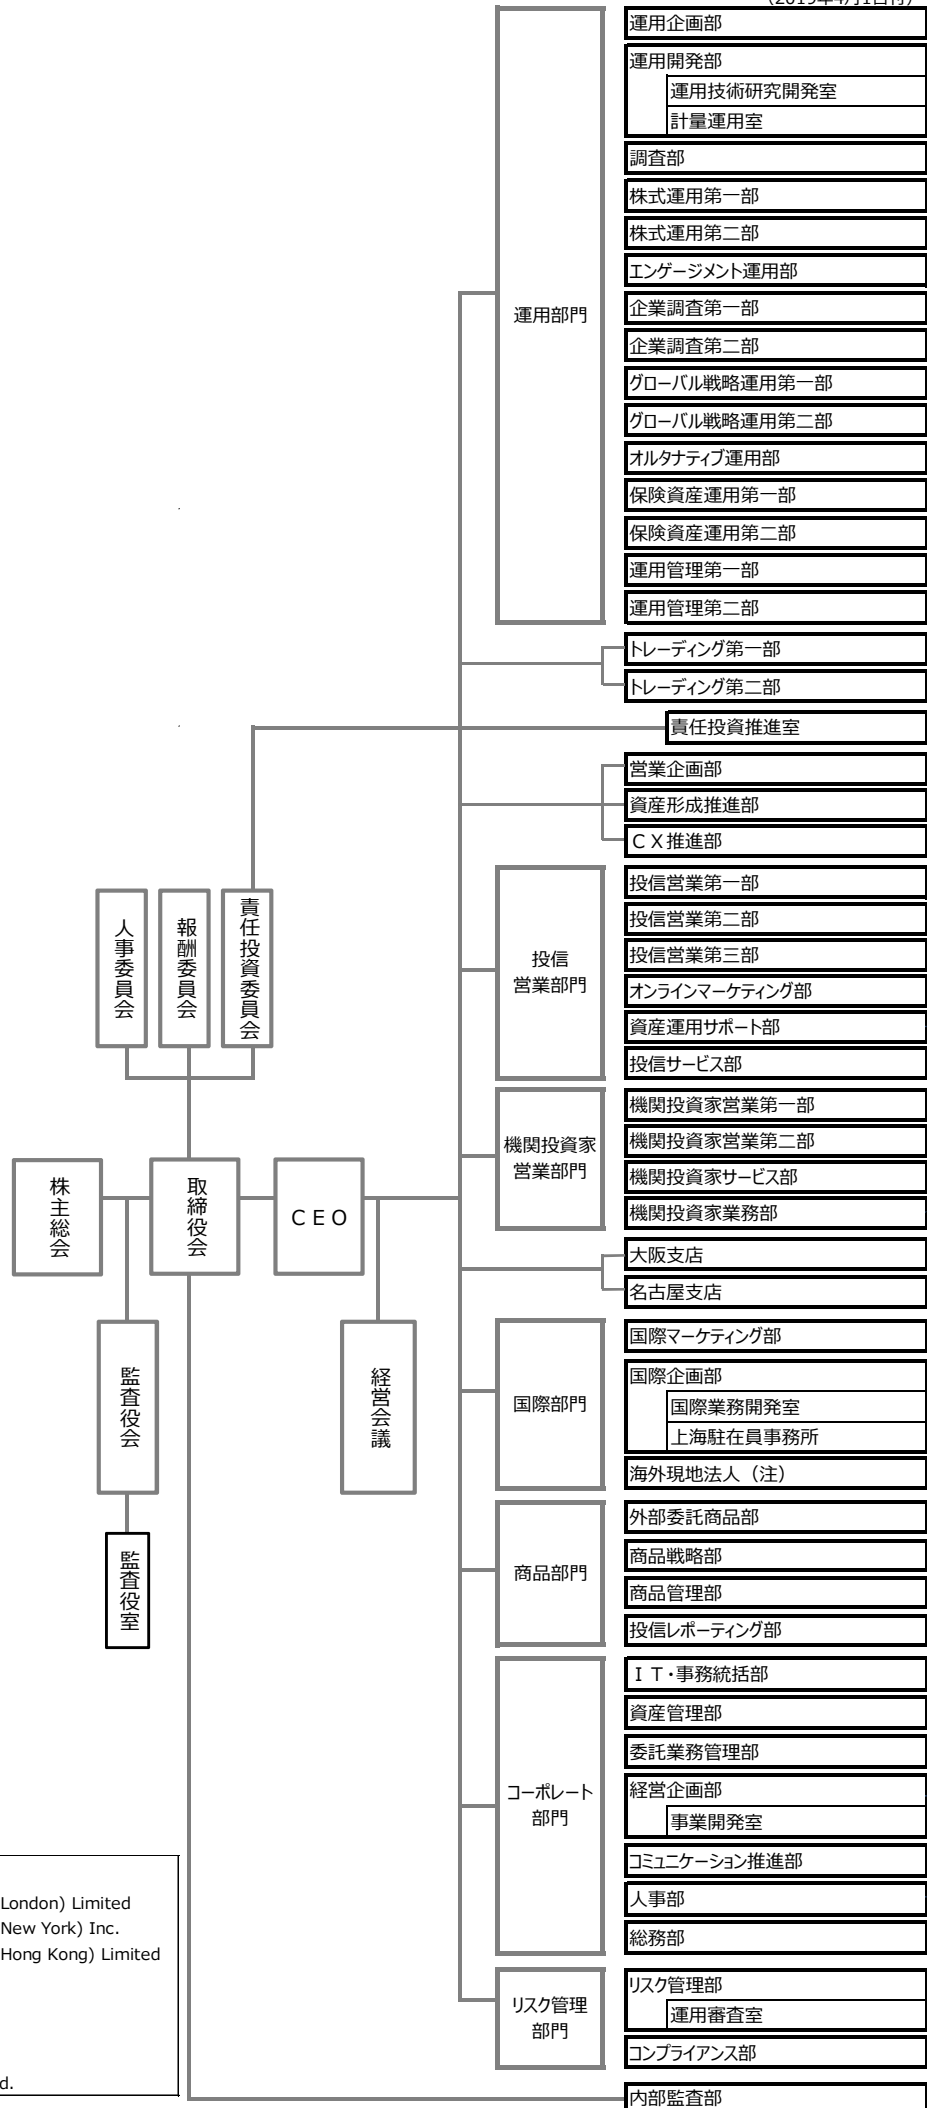 運用企画部
運用開発部
運用技術研究開発室
計量運用室
調査部
株式運用第一部
株式運用第二部
エンゲージメント運用部
運用部門
企業調査第一部
企業調査第二部
グローバル戦略運用第一部
グローバル戦略運用第二部
オルタナティブ運用部
保険資産運用第一部
保険資産運用第二部
運用管理第一部
運用管理第二部
トレーディング第一部
トレーディング第二部
責任投資推進室
営業企画部
資産形成推進部
CX推進部
人事委員会
報酬委員会
責任投資委員会
投信
営業部門
投信営業第一部
投信営業第二部
投信営業第三部
オンラインマーケティング部
資産運用サポート部
投信サービス部
機関投資家
営業部門
機関投資家営業第一部
機関投資家営業第二部
機関投資家サービス部
機関投資家業務部
株主総会
取締役会
CEO
大阪支店
名古屋支店
監査役会
経営会議
国際部門
国際マーケティング部
国際企画部
国際業務開発室
上海駐在員事務所
海外現地法人（注）
監査役室
商品部門
外部委託商品部
商品戦略部
商品管理部
投信レポーティング部
コーポレート
部門
IT・事務統括部
資産管理部
委託業務管理部
経営企画部
事業開発室
コミュニケーション推進部
人事部
総務部
London) Limited
New York) Inc.
Hong Kong) Limited
d.
リスク管理
部門
リスク管理部
運用審査室
コンプライアンス部
内部監査部